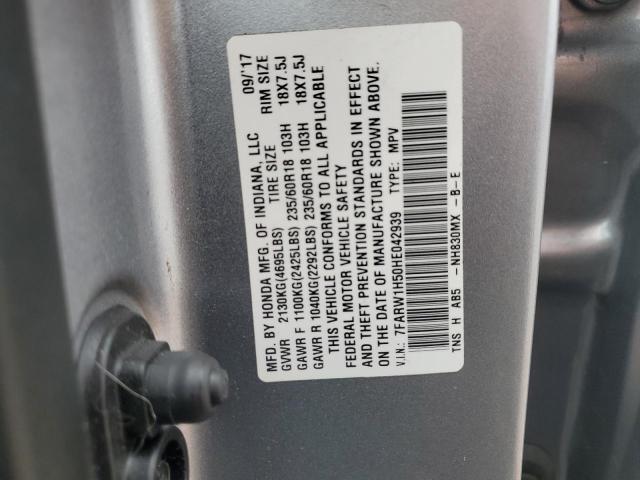 MFD. BY HONDA MFG. OF INDIANA, LLC 09/'17
GVWR 2130KG(4695LBS) TIRE SIZE RIM SIZE
GAWR F 1100KG(2425LBS) 235/60R18 103H 18X7.5J
GAWR R 1040KG(2292LBS) 235/60R18 103H 18X7.5J
THIS VEHICLE CONFORMS TO ALL APPLICABLE
FEDERAL MOTOR VEHICLE SAFETY
AND THEFT PREVENTION STANDARDS IN EFFECT
ON THE DATE OF MANUFACTURE SHOWN ABOVE.
V.I.N.: 7FARW1H50HE042939 TYPE: MPV
TNS H AB5 -NH830MX -B-E